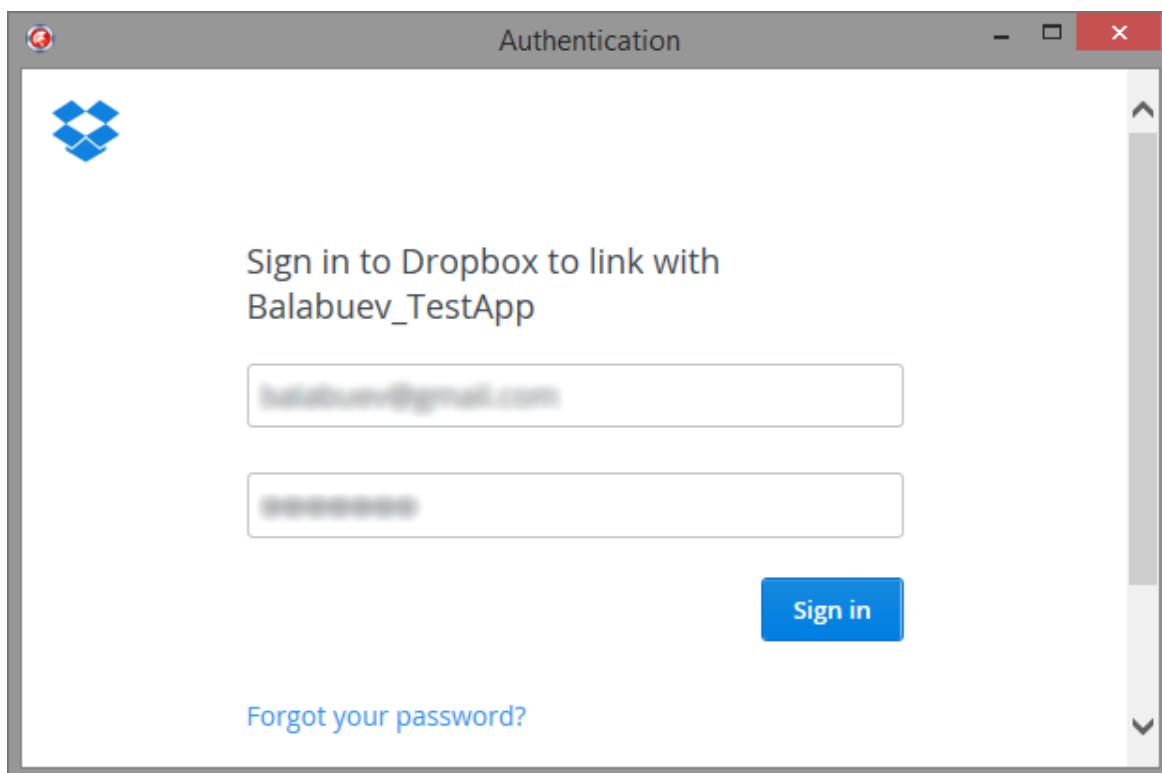 Authentication
Sign in to Dropbox to link with
Balabuev_TestApp
Sign in
Forgot your password?